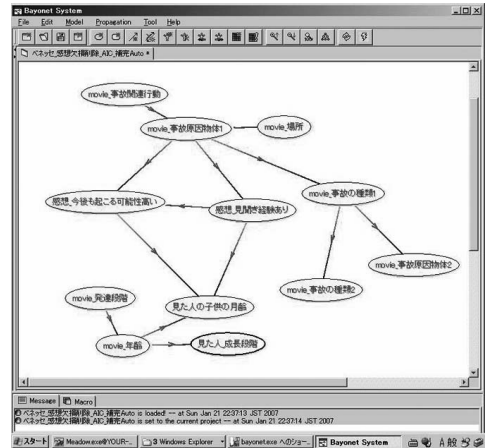 Bayonet System
File Edit Model Propagation Tool Help
ベネッセ_感想欠損削除_AIC_補完Auto *
movie_事故関連行動
movie_事故原因物体1
movie_場所
感想_今後も起こる可能性高い
感想_見聞き経験あり
movie_事故の種類1
movie_事故原因物体2
movie_事故の種類2
movie_発達段階
見た人の子供の月齢
movie_年齢
見た人_成長段階
Message Macro
ベネッセ_感想欠損削除_AIC_補完Auto is loaded! -- at Sun Jan 21 22:37:13 JST 2007
ベネッセ_感想欠損削除_AIC_補完Auto is set to the current project -- at Sun Jan 21 22:37:14 JST 2007
スタート Meadow.exe@YOUR-... 3 Windows Explorer bayonet.exe へのショー... Bayonet System A 般